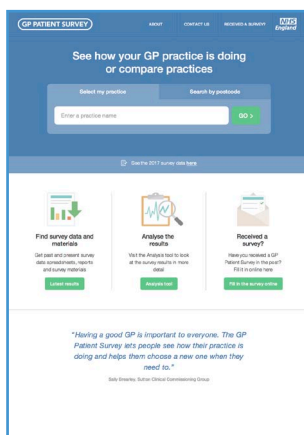 GP PATIENT SURVEY
ABOUT
CONTACT US
RECEIVED A SURVEY?
NHS
England
See how your GP practice is doing
or compare practices
Select my practice
Search by postcode
Enter a practice name
GO >
See the 2017 survey data here
Find survey data and
materials
Get past and present survey
data spreadsheets, reports
and survey materials
Latest results
Analyse the
results
Visit the Analysis tool to look
at the survey results in more
detail
Analysis tool
Received a
survey?
Have you received a GP
Patient Survey in the post?
Fill it in online here
Fill in the survey online
"Having a good GP is important to everyone. The GP
Patient Survey lets people see how their practice is
doing and helps them choose a new one when they
need to."
Sally Brearley, Sutton Clinical Commissioning Group